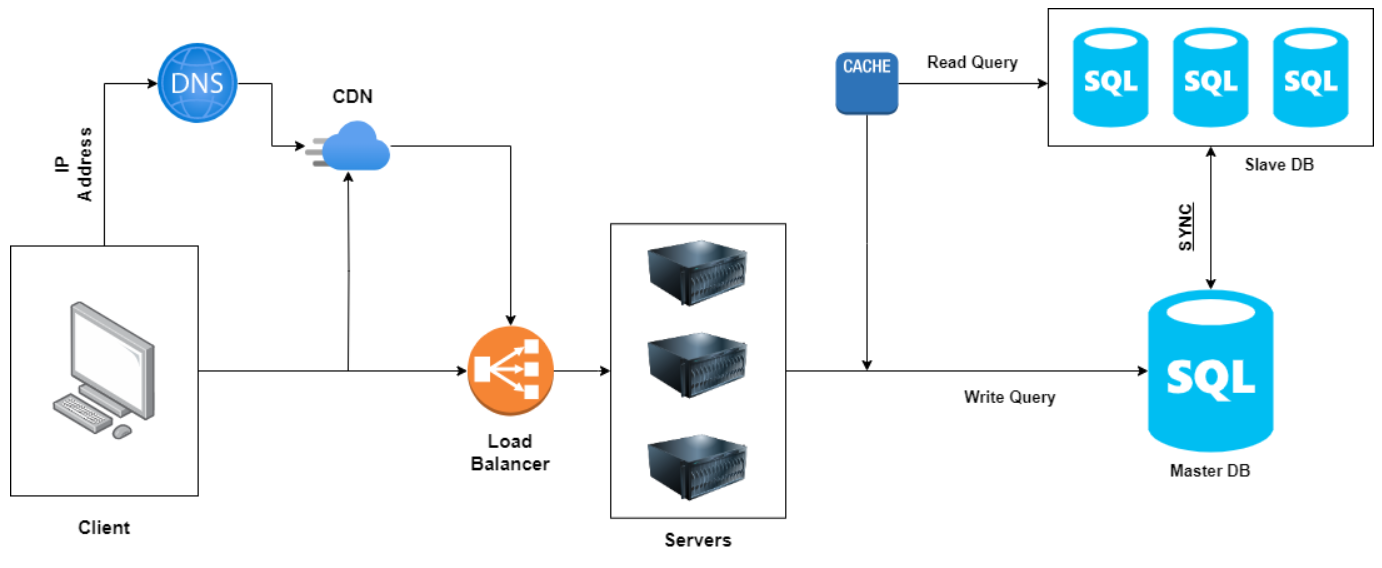 DNS
CDN
IP
Address
Client
Load
Balancer
Servers
CACHE
Read Query
SQL
SQL
SQL
Slave DB
SYNC
Write Query
SQL
Master DB